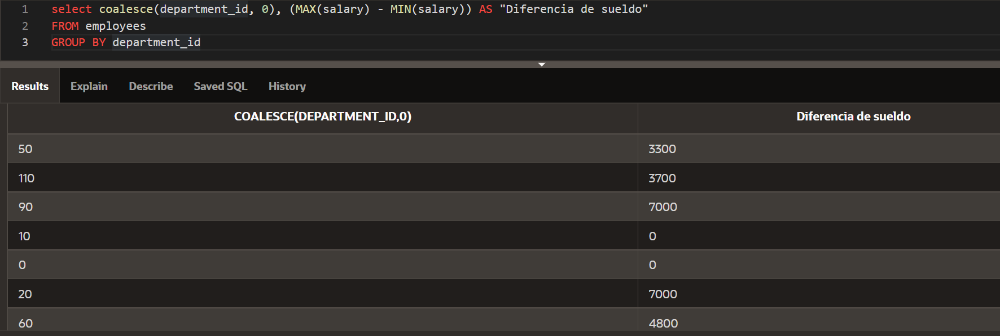 1 select coalesce(department_id, 0), (MAX(salary) - MIN(salary)) AS "Diferencia de sueldo"
2 FROM employees
3 GROUP BY department_id
Results Explain Describe Saved SQL History
COALESCE(DEPARTMENT_ID,0) Diferencia de sueldo
50 3300
110 3700
90 7000
10 0
0 0
20 7000
60 4800